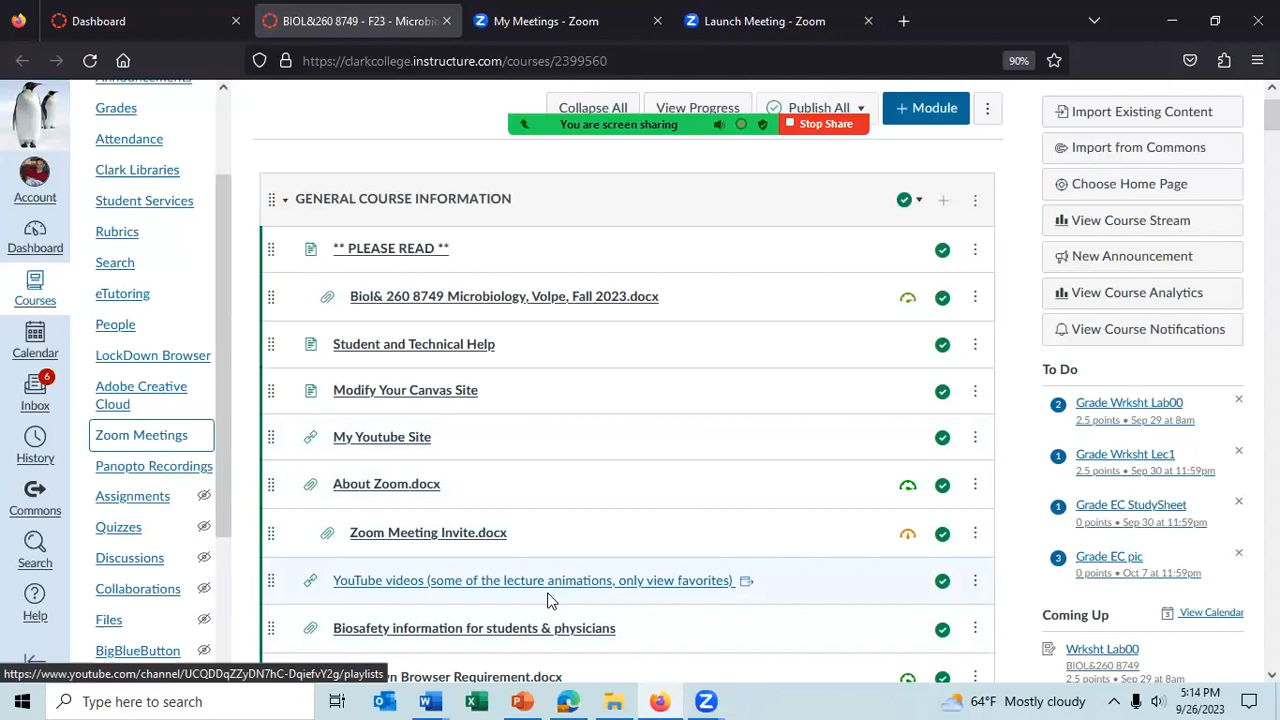 Dashboard
BIOL&260 8749 - F23 - Microbio
My Meetings - Zoom
Launch Meeting - Zoom
https://clarkcollege.instructure.com/courses/2399560
90%
Announcements
Grades
Attendance
Clark Libraries
Student Services
Rubrics
Search
eTutoring
People
LockDown Browser
Adobe Creative
Cloud
Zoom Meetings
Panopto Recordings
Assignments
Quizzes
Discussions
Collaborations
Files
BigBlueButton
Account
Dashboard
Courses
Calendar
6
Inbox
History
Commons
Search
Help
Collapse All
View Progress
Publish All
+ Module
You are screen sharing
Stop Share
GENERAL COURSE INFORMATION
** PLEASE READ **
Biol& 260 8749 Microbiology, Volpe, Fall 2023.docx
Student and Technical Help
Modify Your Canvas Site
My Youtube Site
About Zoom.docx
Zoom Meeting Invite.docx
YouTube videos (some of the lecture animations, only view favorites)
Biosafety information for students & physicians
wn Browser Requirement.docx
Import Existing Content
Import from Commons
Choose Home Page
View Course Stream
New Announcement
View Course Analytics
View Course Notifications
To Do
2 Grade Wrksht Lab00
2.5 points • Sep 29 at 8am
1 Grade Wrksht Lec1
2.5 points • Sep 30 at 11:59pm
1 Grade EC StudySheet
0 points • Sep 30 at 11:59pm
3 Grade EC pic
0 points • Oct 7 at 11:59pm
Coming Up
View Calendar
Wrksht Lab00
BIOL&260 8749
2.5 points • Sep 29 at 8am
https://www.youtube.com/channel/UCQDDqZZyDN7hC-DqiefvY2g/playlists
Type here to search
64°F Mostly cloudy
5:14 PM
9/26/2023